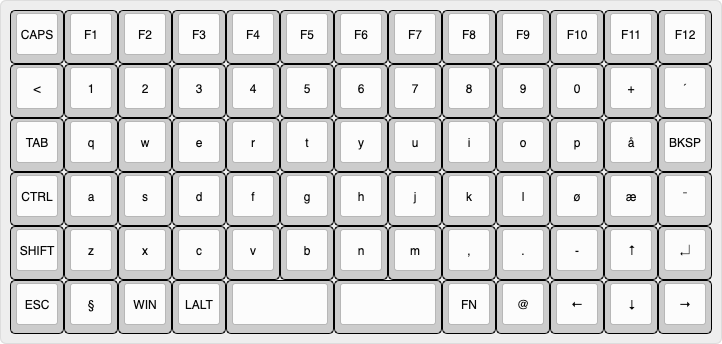 CAPS F1 F2 F3 F4 F5 F6 F7 F8 F9 F10 F11 F12
< 1 2 3 4 5 6 7 8 9 0 + ´
TAB q w e r t y u i o p å BKSP
CTRL a s d f g h j k l ø æ ¨
SHIFT z x c v b n m , . - ↑ ↵
ESC § WIN LALT FN @ ← ↓ →